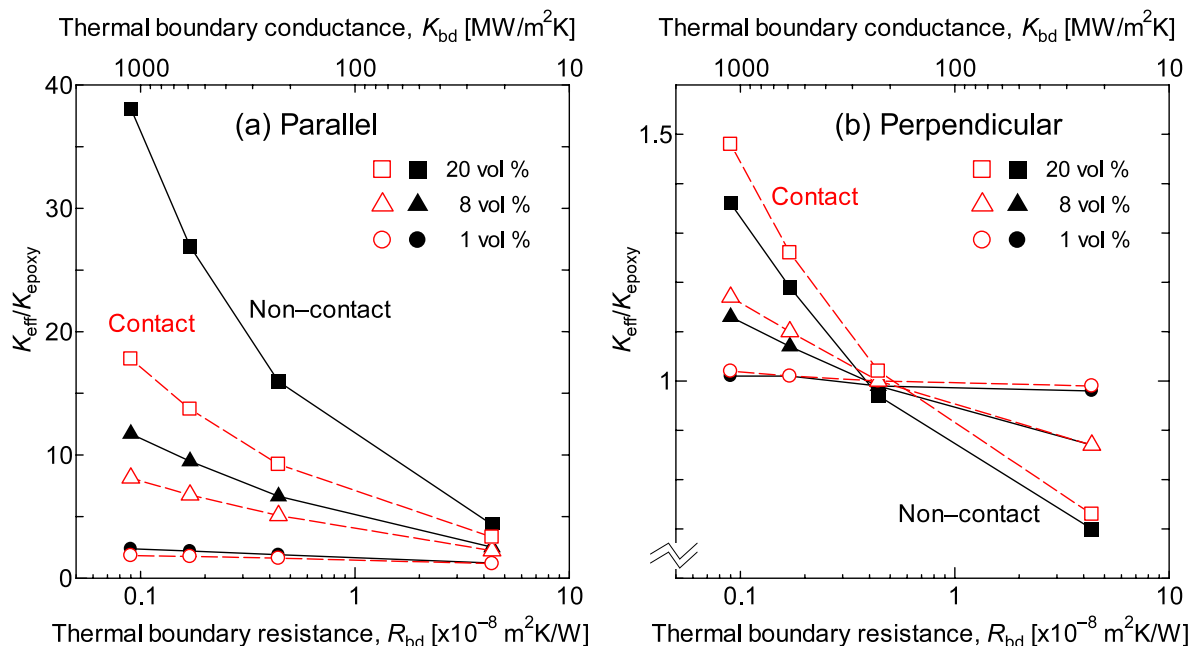 Thermal boundary conductance, K_bd [MW/m²K]
1000 100 10
40
30
20
10
0
K_eff/K_epoxy
(a) Parallel
20 vol %
8 vol %
1 vol %
Non–contact
Contact
0.1 1 10
Thermal boundary resistance, R_bd [x10⁻⁸ m²K/W]
Thermal boundary conductance, K_bd [MW/m²K]
1000 100 10
1.5
1
K_eff/K_epoxy
(b) Perpendicular
20 vol %
8 vol %
1 vol %
Contact
Non–contact
0.1 1 10
Thermal boundary resistance, R_bd [x10⁻⁸ m²K/W]